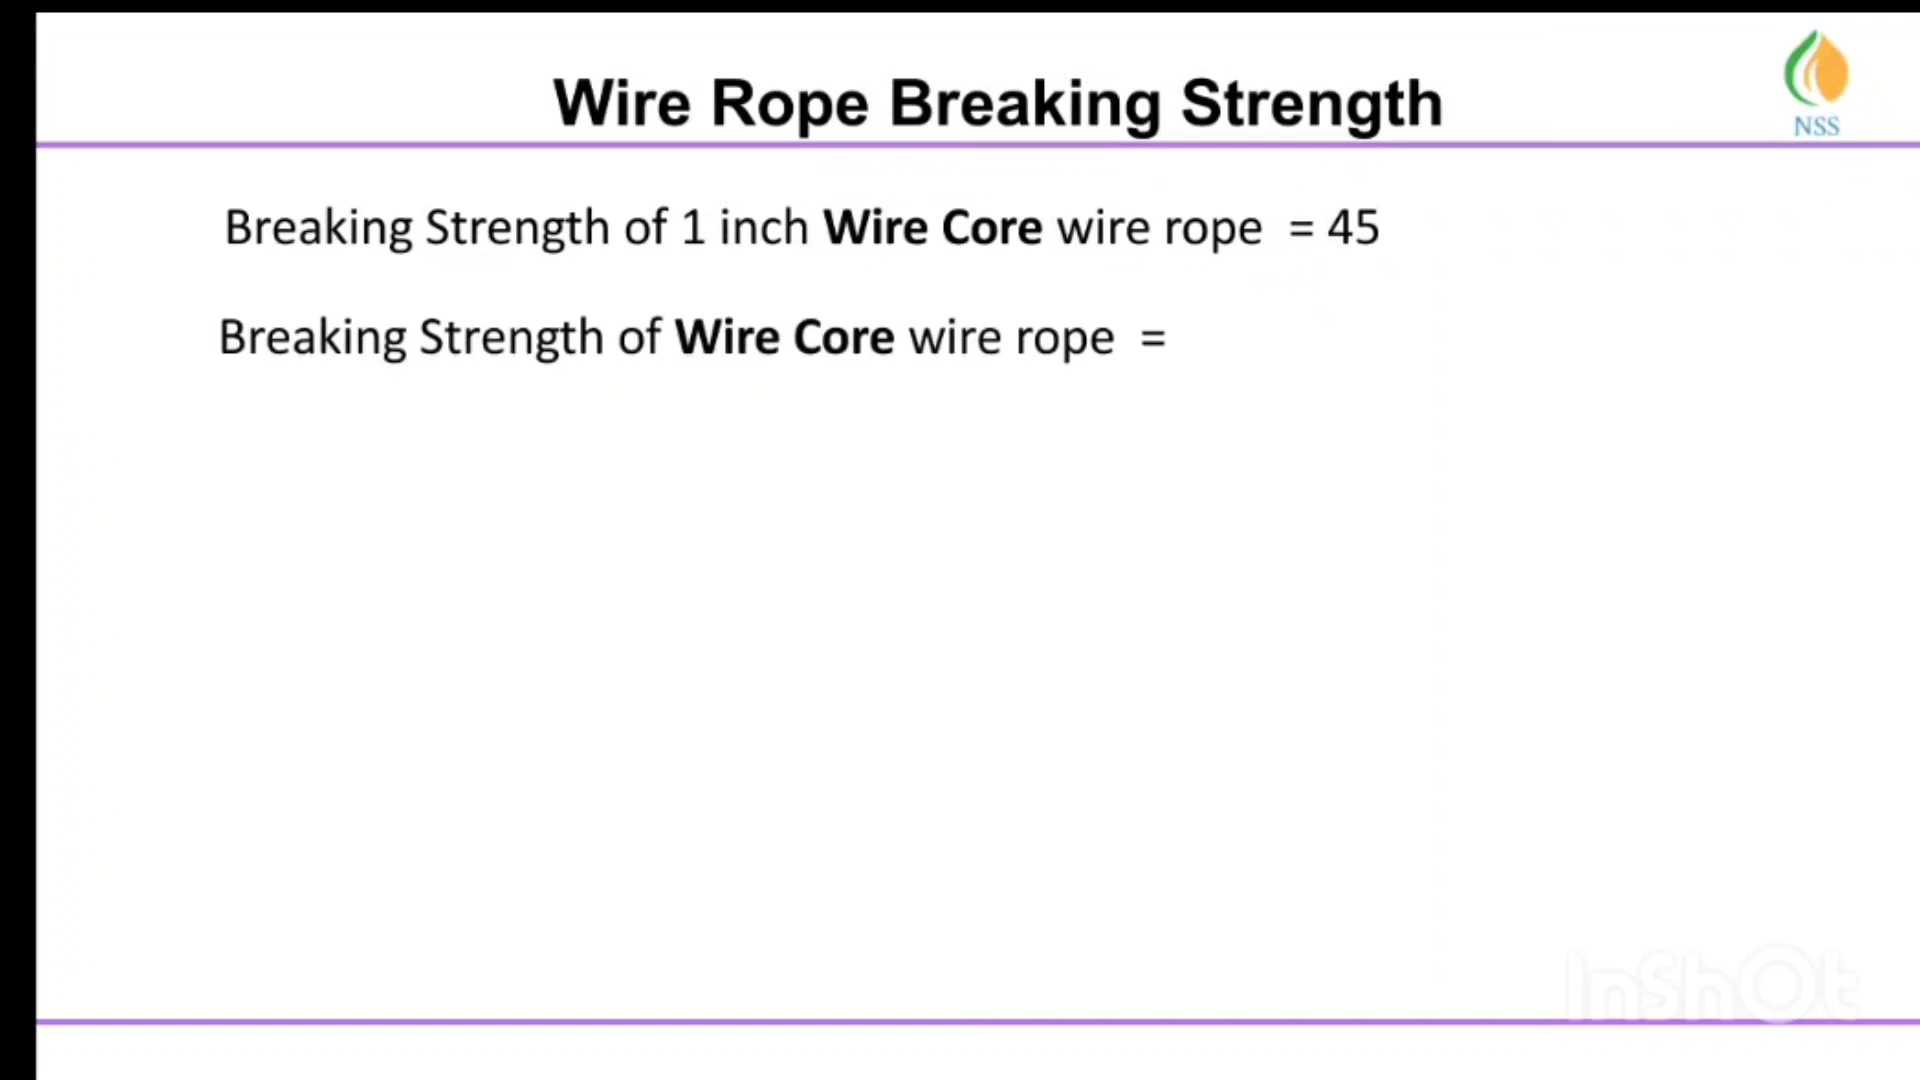 Wire Rope Breaking Strength
NSS
Breaking Strength of 1 inch Wire Core wire rope = 45
Breaking Strength of Wire Core wire rope =
InShOt